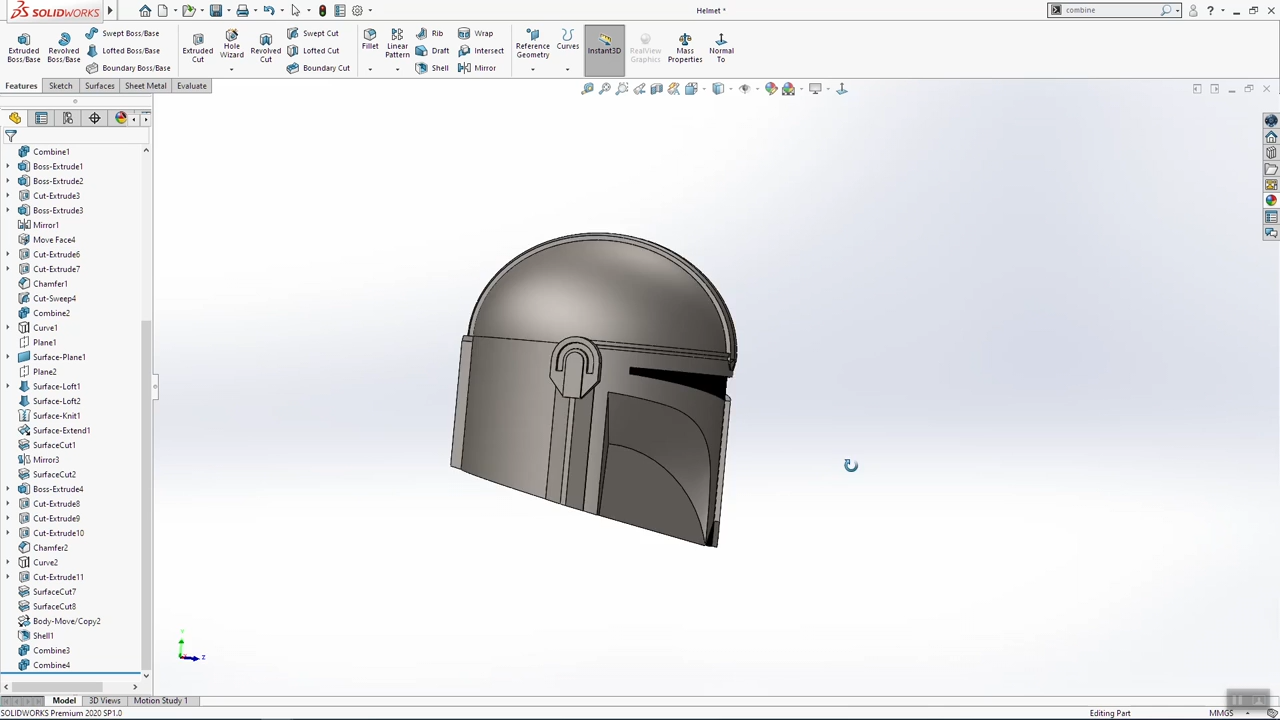 SOLIDWORKS
Helmet *
combine
Extruded Boss/Base
Revolved Boss/Base
Swept Boss/Base
Lofted Boss/Base
Boundary Boss/Base
Extruded Cut
Hole Wizard
Revolved Cut
Swept Cut
Lofted Cut
Boundary Cut
Fillet
Linear Pattern
Rib
Draft
Shell
Wrap
Intersect
Mirror
Reference Geometry
Curves
Instant3D
RealView Graphics
Mass Properties
Normal To
Features
Sketch
Surfaces
Sheet Metal
Evaluate
Combine1
Boss-Extrude1
Boss-Extrude2
Cut-Extrude3
Boss-Extrude3
Mirror1
Move Face4
Cut-Extrude6
Cut-Extrude7
Chamfer1
Cut-Sweep4
Combine2
Curve1
Plane1
Surface-Plane1
Plane2
Surface-Loft1
Surface-Loft2
Surface-Knit1
Surface-Extend1
SurfaceCut1
Mirror3
SurfaceCut2
Boss-Extrude4
Cut-Extrude8
Cut-Extrude9
Cut-Extrude10
Chamfer2
Curve2
Cut-Extrude11
SurfaceCut7
SurfaceCut8
Body-Move/Copy2
Shell1
Combine3
Combine4
Y
Z
Model
3D Views
Motion Study 1
SOLIDWORKS Premium 2020 SP1.0
Editing Part
MMGS